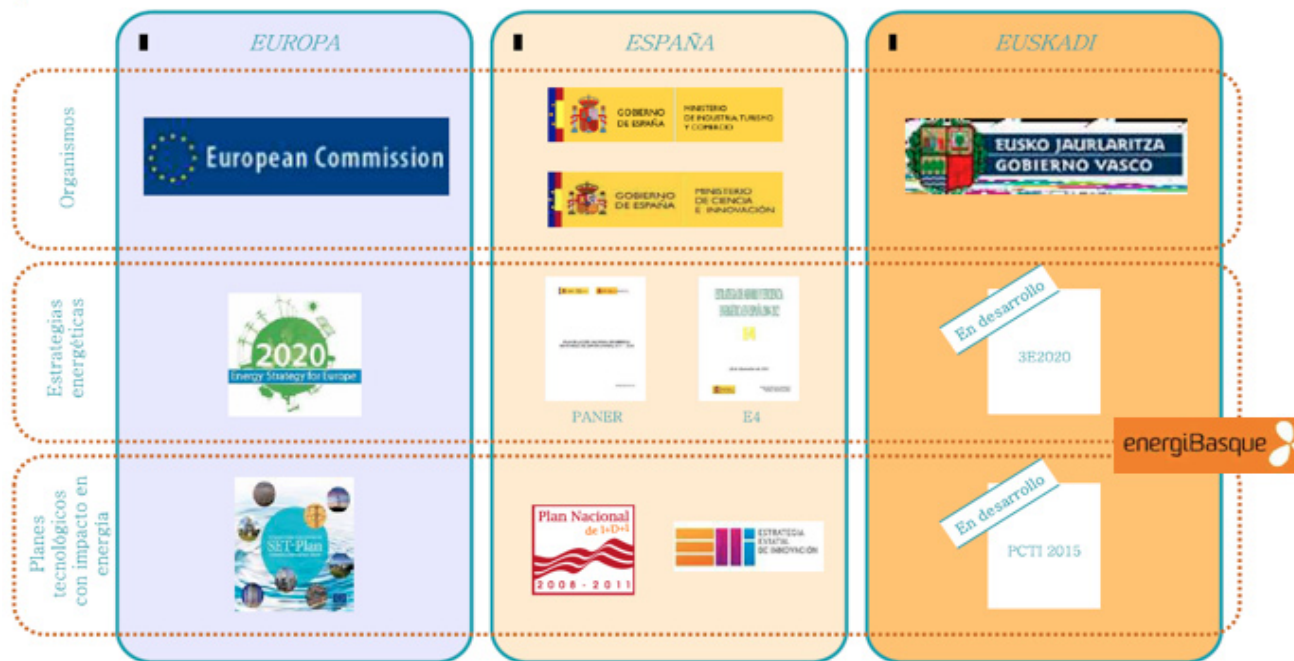 EUROPA
ESPAÑA
EUSKADI
Organismos
European Commission
GOBIERNO
DE ESPAÑA
MINISTERIO
DE INDUSTRIA, TURISMO
Y COMERCIO
GOBIERNO
DE ESPAÑA
MINISTERIO
DE CIENCIA
E INNOVACIÓN
EUSKO JAURLARITZA
GOBIERNO VASCO
Estrategias
energéticas
2020
Energy Strategy for Europe
PANER
E4
En desarrollo
3E2020
energiBasque
Planes
tecnológicos
con impacto en
energía
SET-Plan
Plan Nacional
de I+D+I
2008 - 2011
ESTRATEGIA
ESTATAL
DE INNOVACIÓN
En desarrollo
PCTI 2015